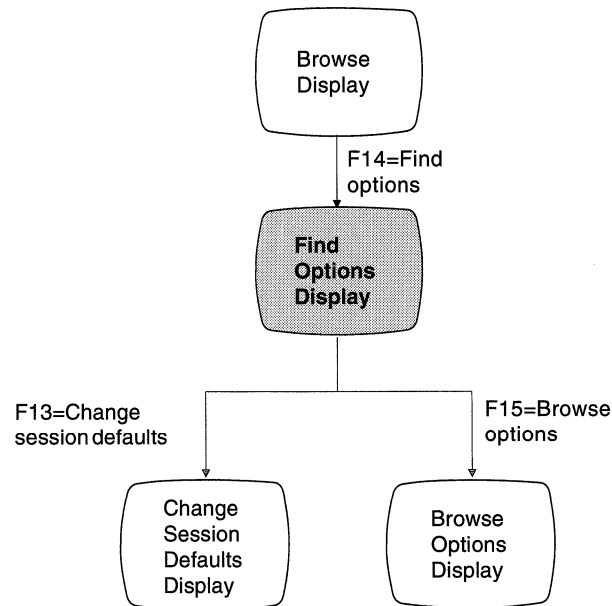 Browse
Display
F14=Find
options
Find
Options
Display
F13=Change
session defaults
F15=Browse
options
Change
Session
Defaults
Display
Browse
Options
Display